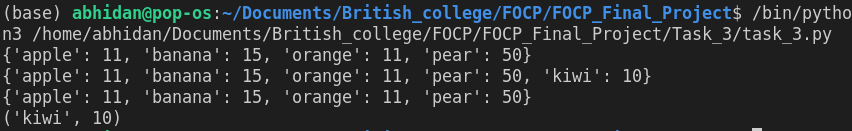 (base) abhidan@pop-os:~/Documents/British_college/FOCP/FOCP_Final_Project$ /bin/pytho
n3 /home/abhidan/Documents/British_college/FOCP/FOCP_Final_Project/Task_3/task_3.py
{'apple': 11, 'banana': 15, 'orange': 11, 'pear': 50}
{'apple': 11, 'banana': 15, 'orange': 11, 'pear': 50, 'kiwi': 10}
{'apple': 11, 'banana': 15, 'orange': 11, 'pear': 50}
('kiwi', 10)